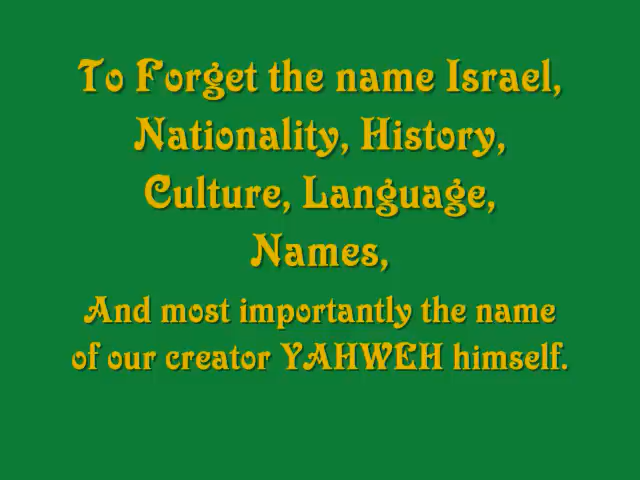 To Forget the name Israel,
Nationality, History,
Culture, Language,
Names,
And most importantly the name
of our creator YAHWEH himself.